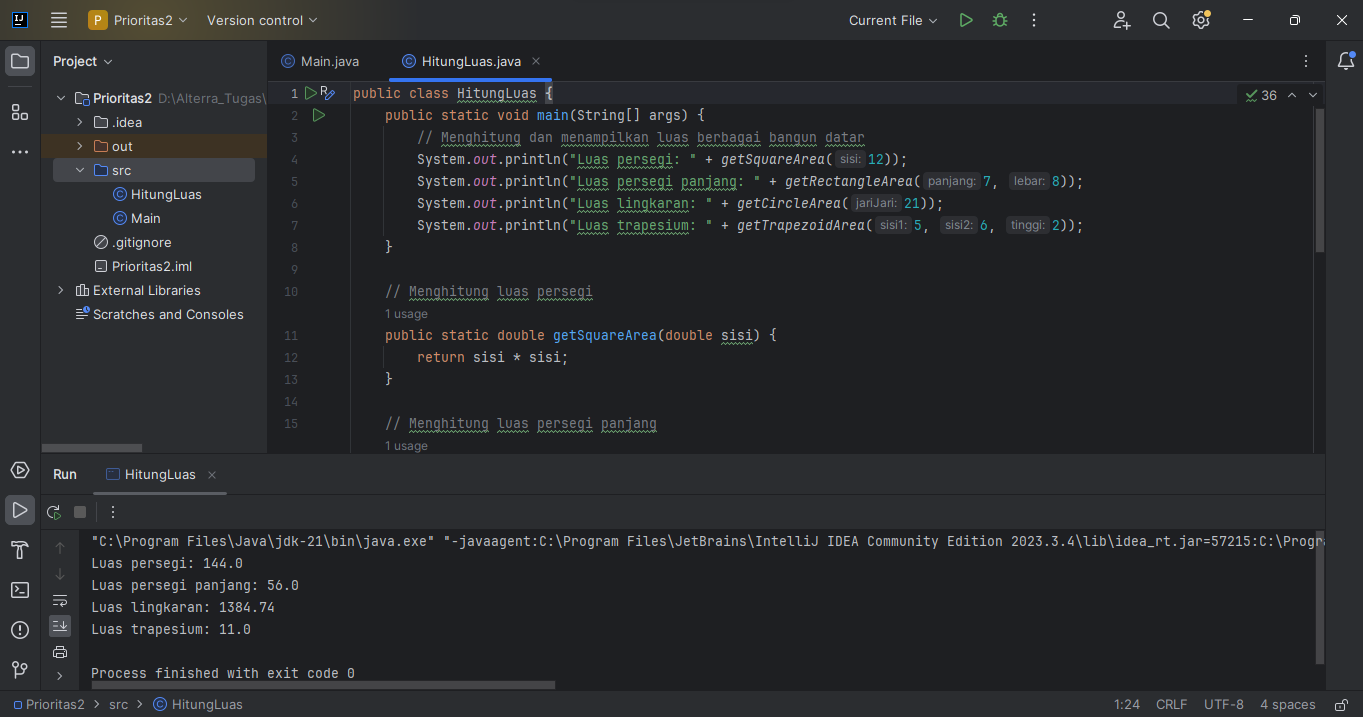 IJ P Prioritas2 Version control Current File
Project
Main.java HitungLuas.java
Prioritas2 D:\Alterra_Tugas\
.idea
out
src
HitungLuas
Main
.gitignore
Prioritas2.iml
External Libraries
Scratches and Consoles
36
1 public class HitungLuas {
2 public static void main(String[] args) {
3 // Menghitung dan menampilkan luas berbagai bangun datar
4 System.out.println("Luas persegi: " + getSquareArea( sisi: 12));
5 System.out.println("Luas persegi panjang: " + getRectangleArea( panjang: 7, lebar: 8));
6 System.out.println("Luas lingkaran: " + getCircleArea( jariJari: 21));
7 System.out.println("Luas trapesium: " + getTrapezoidArea( sisi1: 5, sisi2: 6, tinggi: 2));
8 }
9
10 // Menghitung luas persegi
1 usage
11 public static double getSquareArea(double sisi) {
12 return sisi * sisi;
13 }
14
15 // Menghitung luas persegi panjang
1 usage
Run HitungLuas
"C:\Program Files\Java\jdk-21\bin\java.exe" "-javaagent:C:\Program Files\JetBrains\IntelliJ IDEA Community Edition 2023.3.4\lib\idea_rt.jar=57215:C:\Progra
Luas persegi: 144.0
Luas persegi panjang: 56.0
Luas lingkaran: 1384.74
Luas trapesium: 11.0
Process finished with exit code 0
Prioritas2 > src > HitungLuas 1:24 CRLF UTF-8 4 spaces